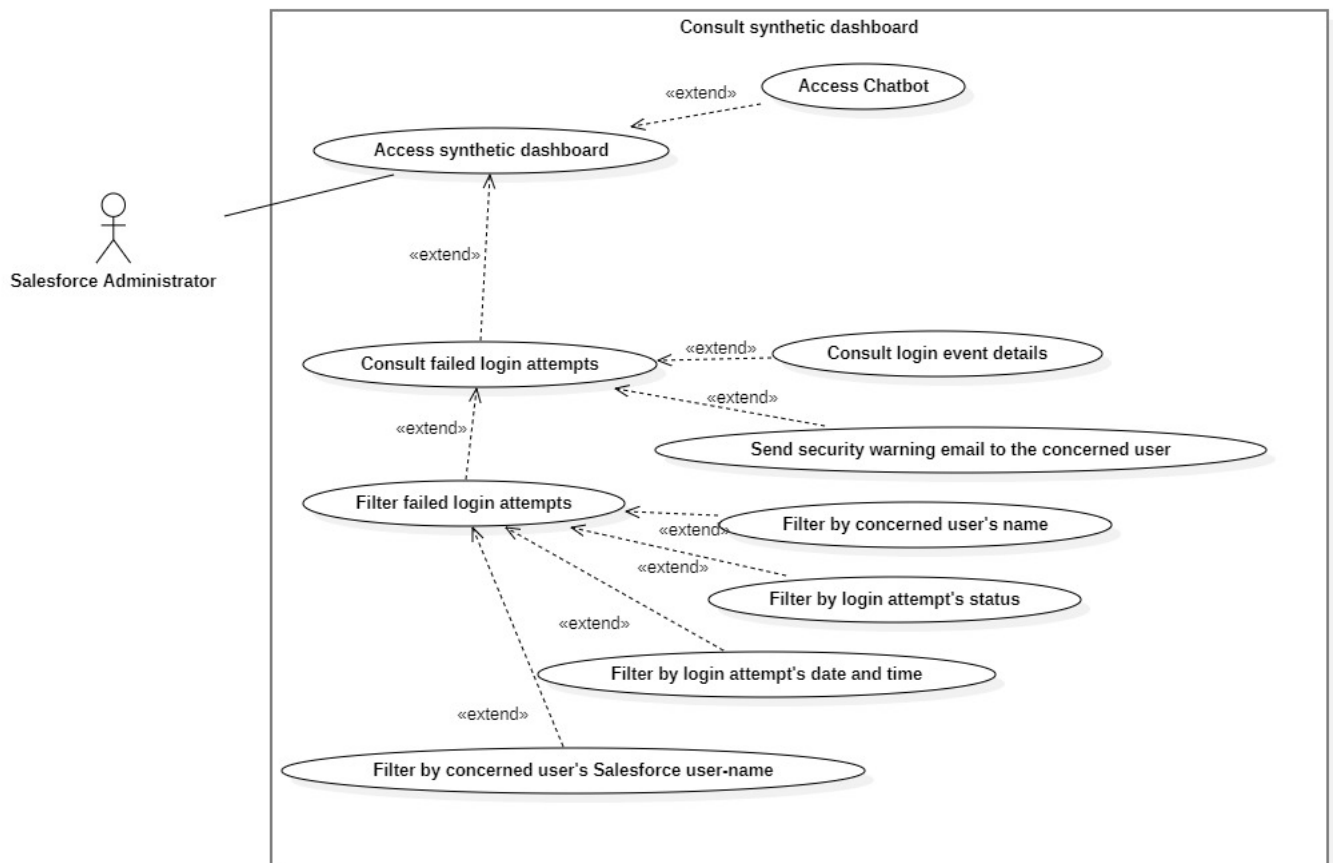 Consult synthetic dashboard
Access Chatbot
«extend»
Access synthetic dashboard
«extend»
Salesforce Administrator
Consult failed login attempts
«extend»
Consult login event details
«extend»
«extend»
Send security warning email to the concerned user
Filter failed login attempts
«extend»
Filter by concerned user's name
«extend»
Filter by login attempt's status
«extend»
Filter by login attempt's date and time
«extend»
Filter by concerned user's Salesforce user-name